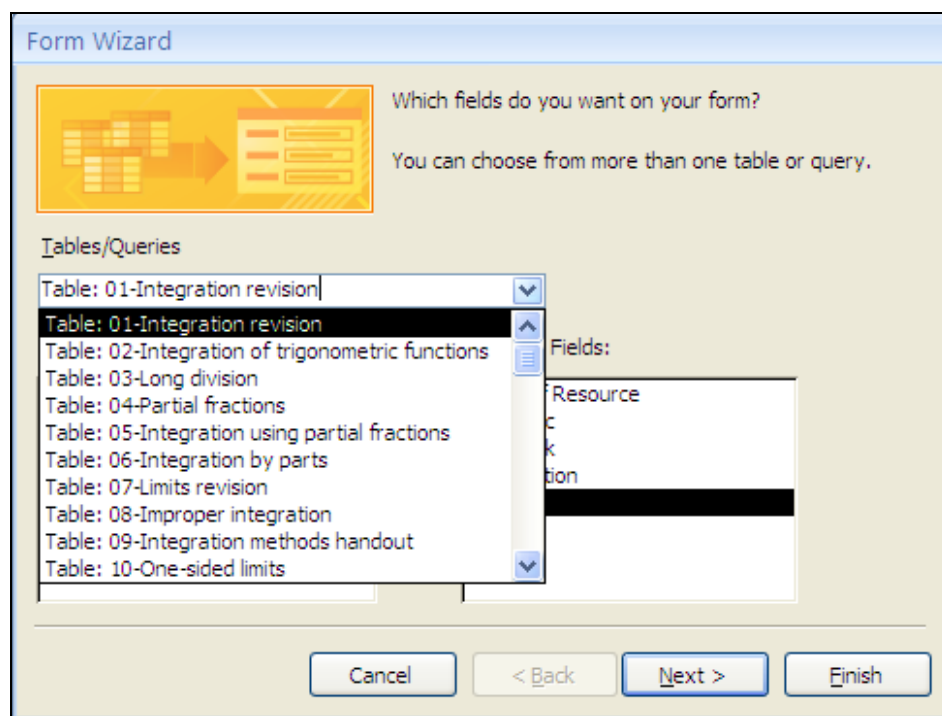 Form Wizard
Which fields do you want on your form?
You can choose from more than one table or query.
Tables/Queries
Table: 01-Integration revision
Table: 01-Integration revision
Table: 02-Integration of trigonometric functions
Table: 03-Long division
Table: 04-Partial fractions
Table: 05-Integration using partial fractions
Table: 06-Integration by parts
Table: 07-Limits revision
Table: 08-Improper integration
Table: 09-Integration methods handout
Table: 10-One-sided limits
Fields:
Resource
Cancel
< Back
Next >
Finish